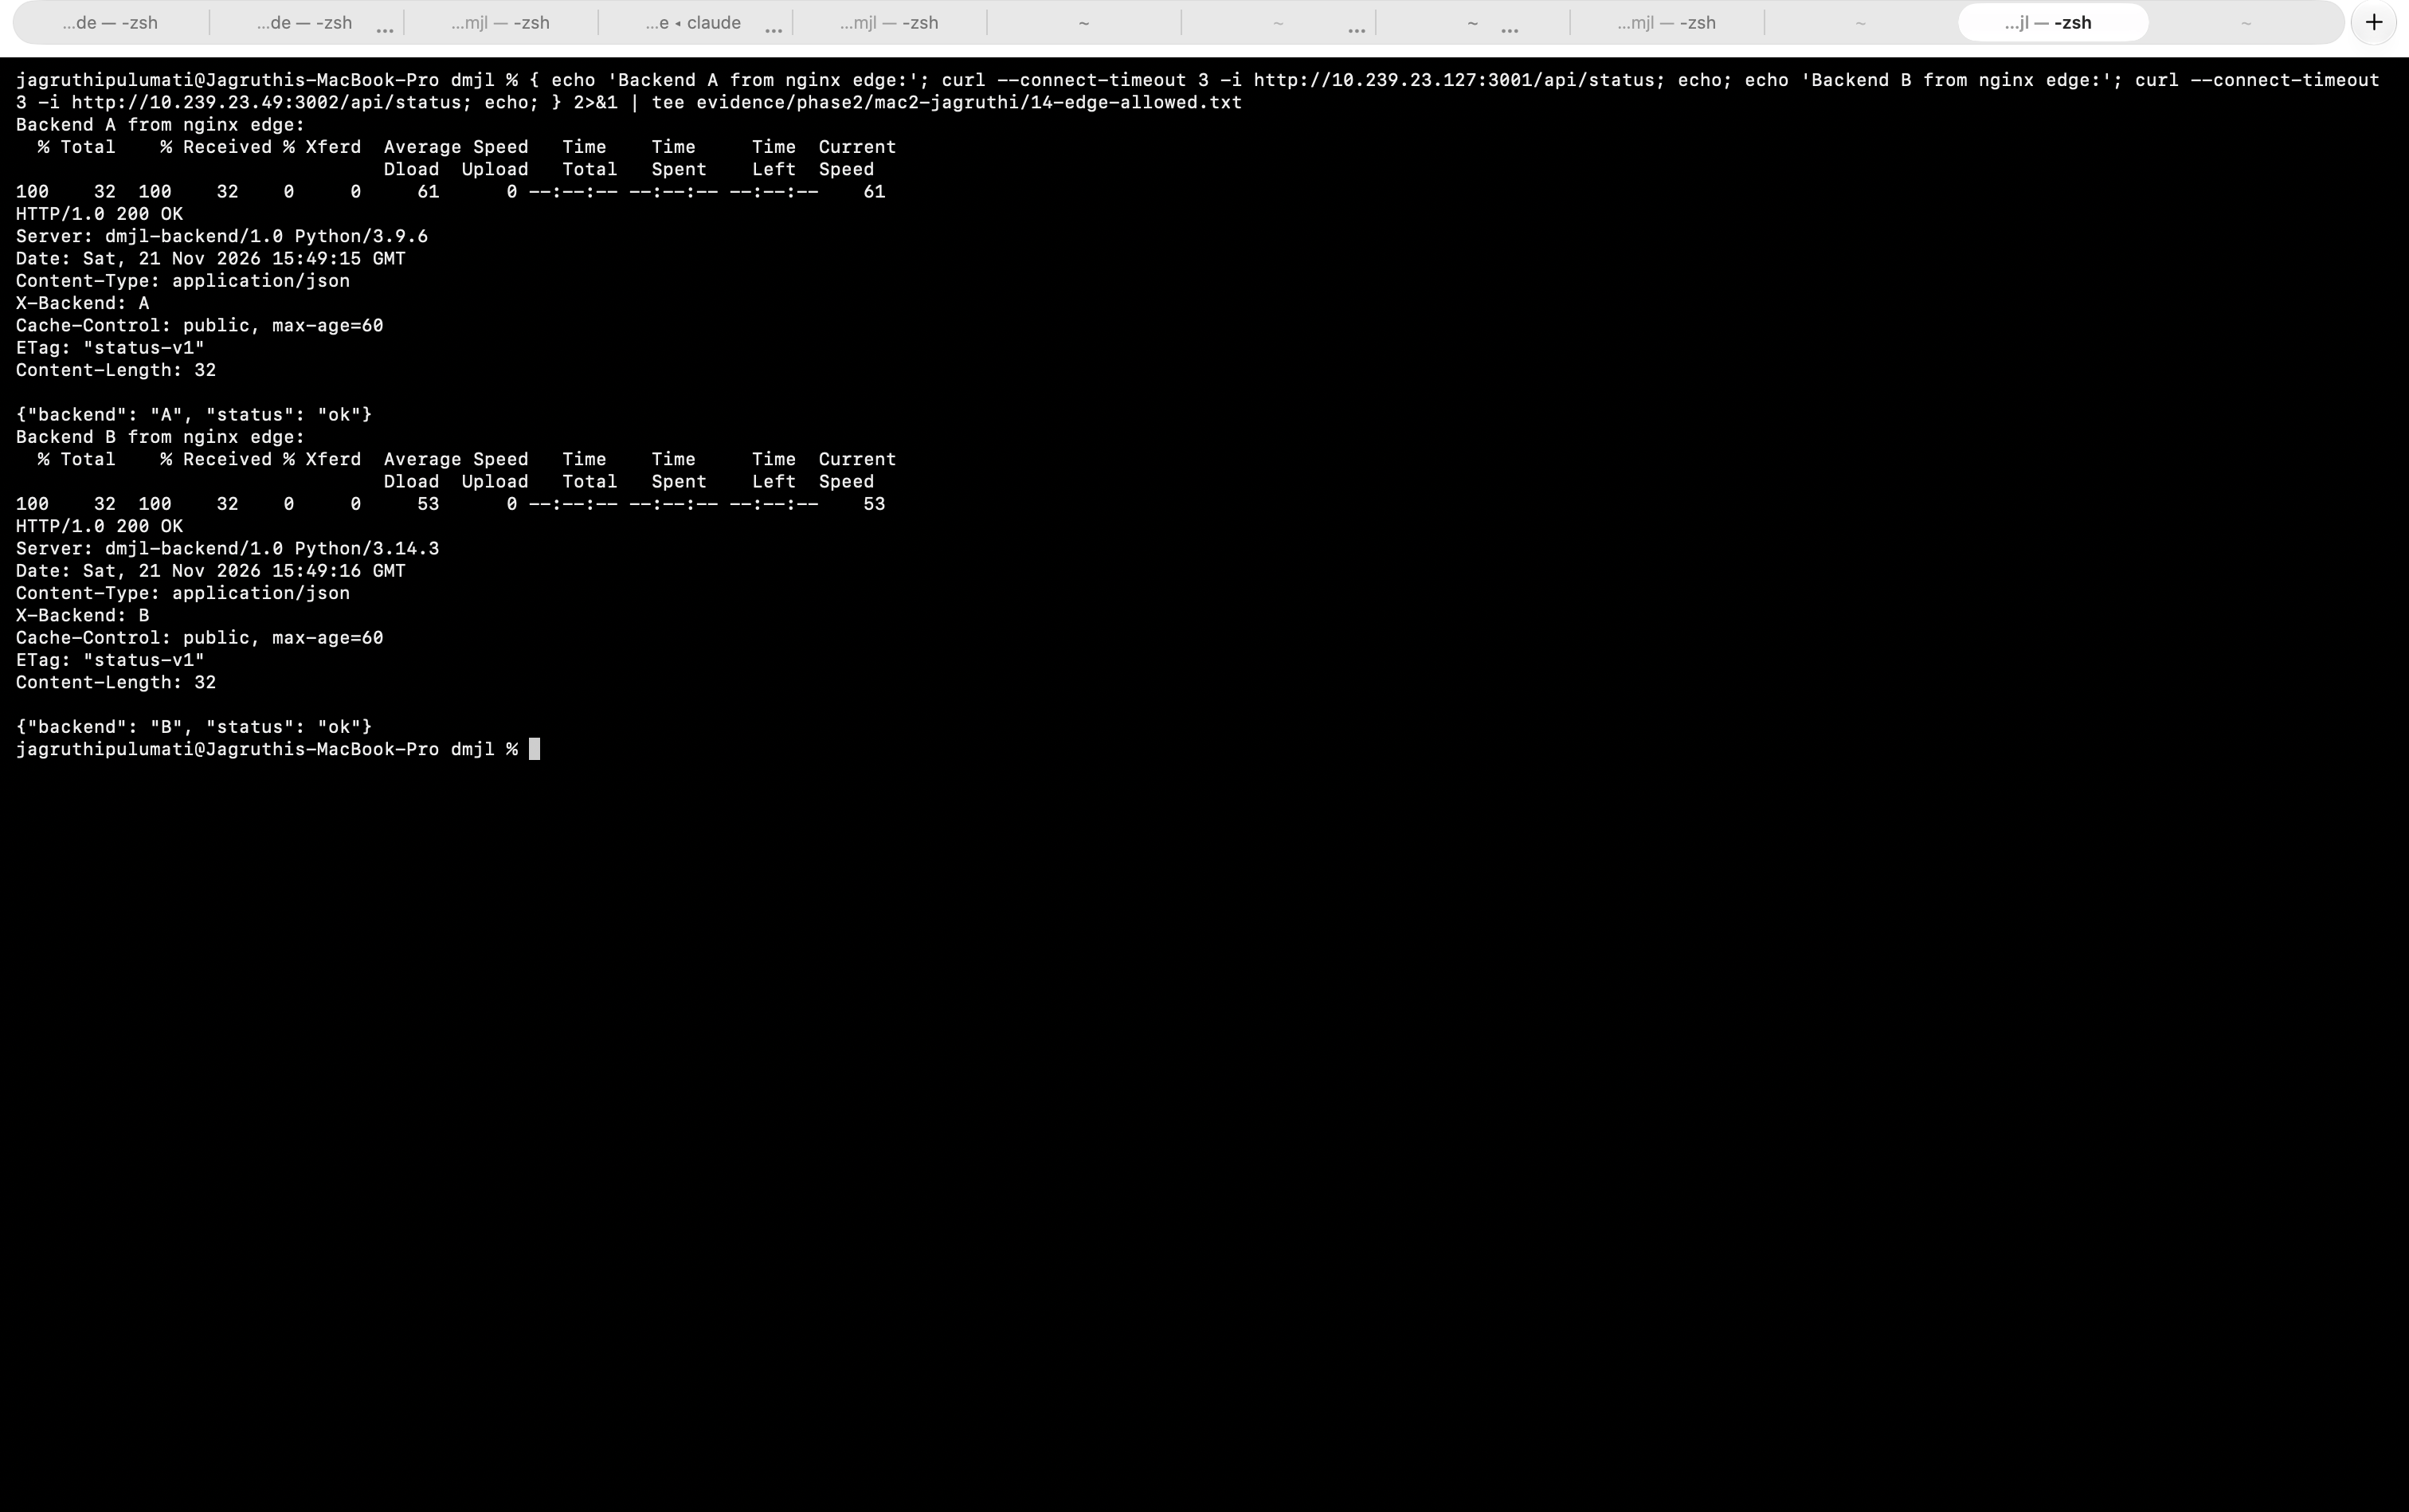 ...de — -zsh ...de — -zsh ... ...mjl — -zsh ...e ◂ claude ... ...mjl — -zsh ~ ~ ... ~ ... ...mjl — -zsh ~ ...jl — -zsh ~ +
jagruthipulumati@Jagruthis-MacBook-Pro dmjl % { echo 'Backend A from nginx edge:'; curl --connect-timeout 3 -i http://10.239.23.127:3001/api/status; echo; echo 'Backend B from nginx edge:'; curl --connect-timeout
3 -i http://10.239.23.49:3002/api/status; echo; } 2>&1 | tee evidence/phase2/mac2-jagruthi/14-edge-allowed.txt
Backend A from nginx edge:
  % Total    % Received % Xferd  Average Speed   Time    Time     Time  Current
                                 Dload  Upload   Total   Spent    Left  Speed
100    32  100    32    0     0     61      0 --:--:-- --:--:-- --:--:--    61
HTTP/1.0 200 OK
Server: dmjl-backend/1.0 Python/3.9.6
Date: Sat, 21 Nov 2026 15:49:15 GMT
Content-Type: application/json
X-Backend: A
Cache-Control: public, max-age=60
ETag: "status-v1"
Content-Length: 32

{"backend": "A", "status": "ok"}
Backend B from nginx edge:
  % Total    % Received % Xferd  Average Speed   Time    Time     Time  Current
                                 Dload  Upload   Total   Spent    Left  Speed
100    32  100    32    0     0     53      0 --:--:-- --:--:-- --:--:--    53
HTTP/1.0 200 OK
Server: dmjl-backend/1.0 Python/3.14.3
Date: Sat, 21 Nov 2026 15:49:16 GMT
Content-Type: application/json
X-Backend: B
Cache-Control: public, max-age=60
ETag: "status-v1"
Content-Length: 32

{"backend": "B", "status": "ok"}
jagruthipulumati@Jagruthis-MacBook-Pro dmjl %